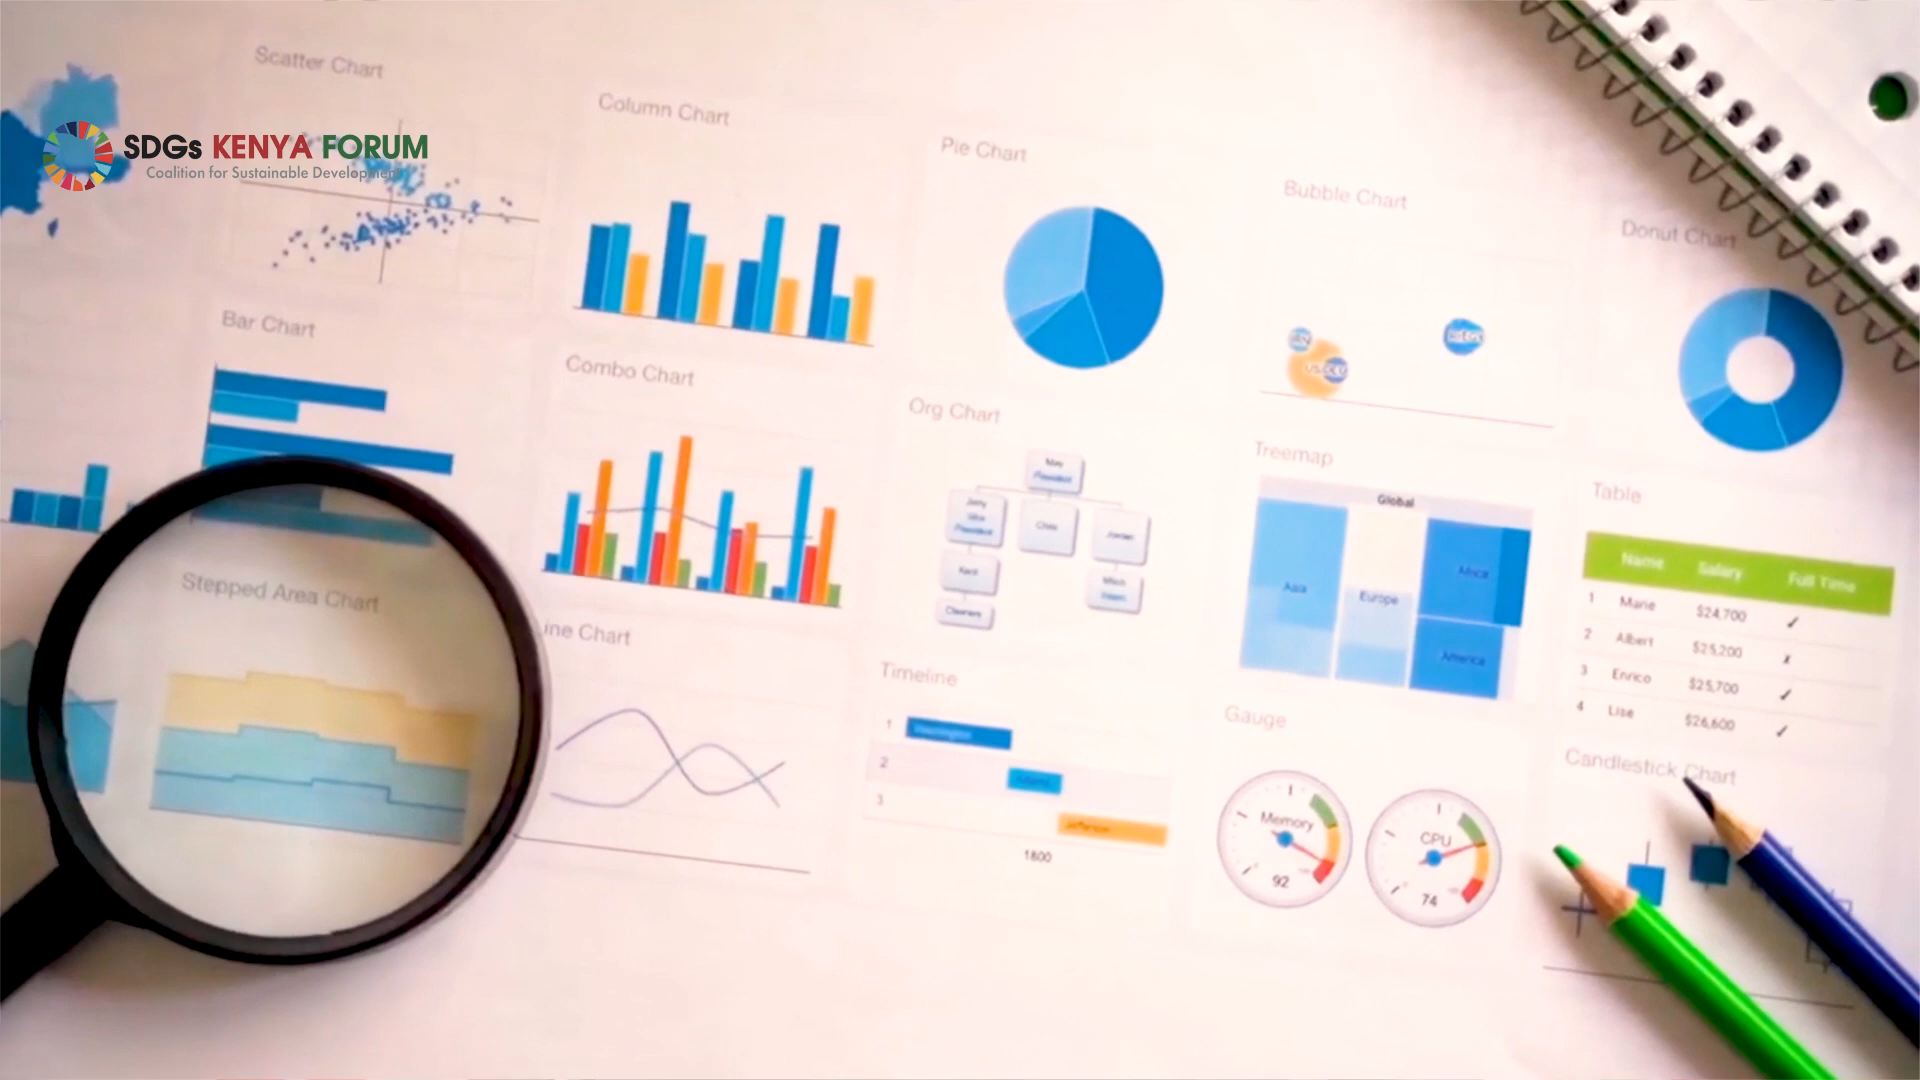 SDGs KENYA FORUM
Coalition for Sustainable Development
Scatter Chart
Column Chart
Pie Chart
Bubble Chart
Donut Chart
Bar Chart
Combo Chart
Org Chart
Treemap
Global
Asia
Europe
Africa
America
Table
Name Salary Full Time
1 Marie $24,700 ✓
2 Albert $25,200 x
3 Enrico $25,700 ✓
4 Lise $26,600 ✓
Stepped Area Chart
ine Chart
Timeline
1 Washington
2
3 Jefferson
1800
Gauge
Memory
92
CPU
74
Candlestick Chart